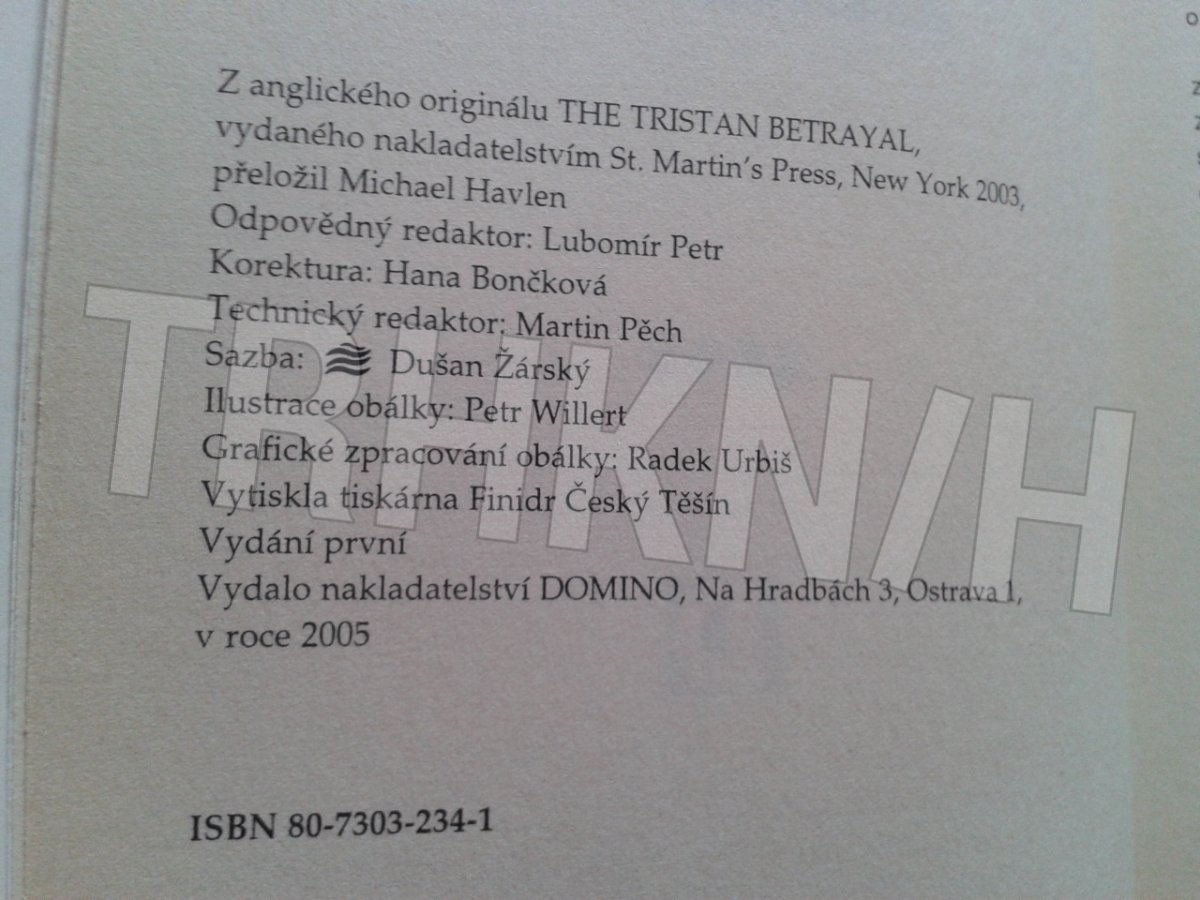 Z anglického originálu THE TRISTAN BETRAYAL,
vydaného nakladatelstvím St. Martin's Press, New York 2003,
přeložil Michael Havlen
Odpovědný redaktor: Lubomír Petr
Korektura: Hana Bončková
Technický redaktor: Martin Pěch
Sazba: Dušan Žárský
Ilustrace obálky: Petr Willert
Grafické zpracování obálky: Radek Urbiš
Vytiskla tiskárna Finidr Český Těšín
Vydání první
Vydalo nakladatelství DOMINO, Na Hradbách 3, Ostrava 1,
v roce 2005
ISBN 80-7303-234-1